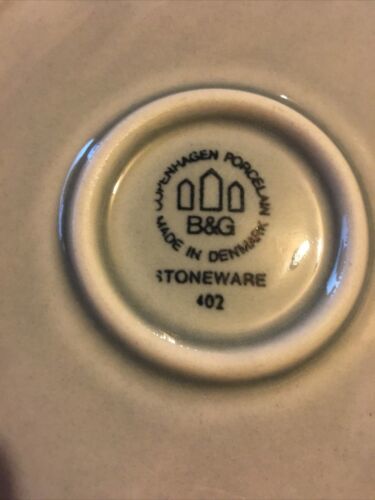 COPENHAGEN PORCELAIN
B&G
MADE IN DENMARK
STONEWARE
402